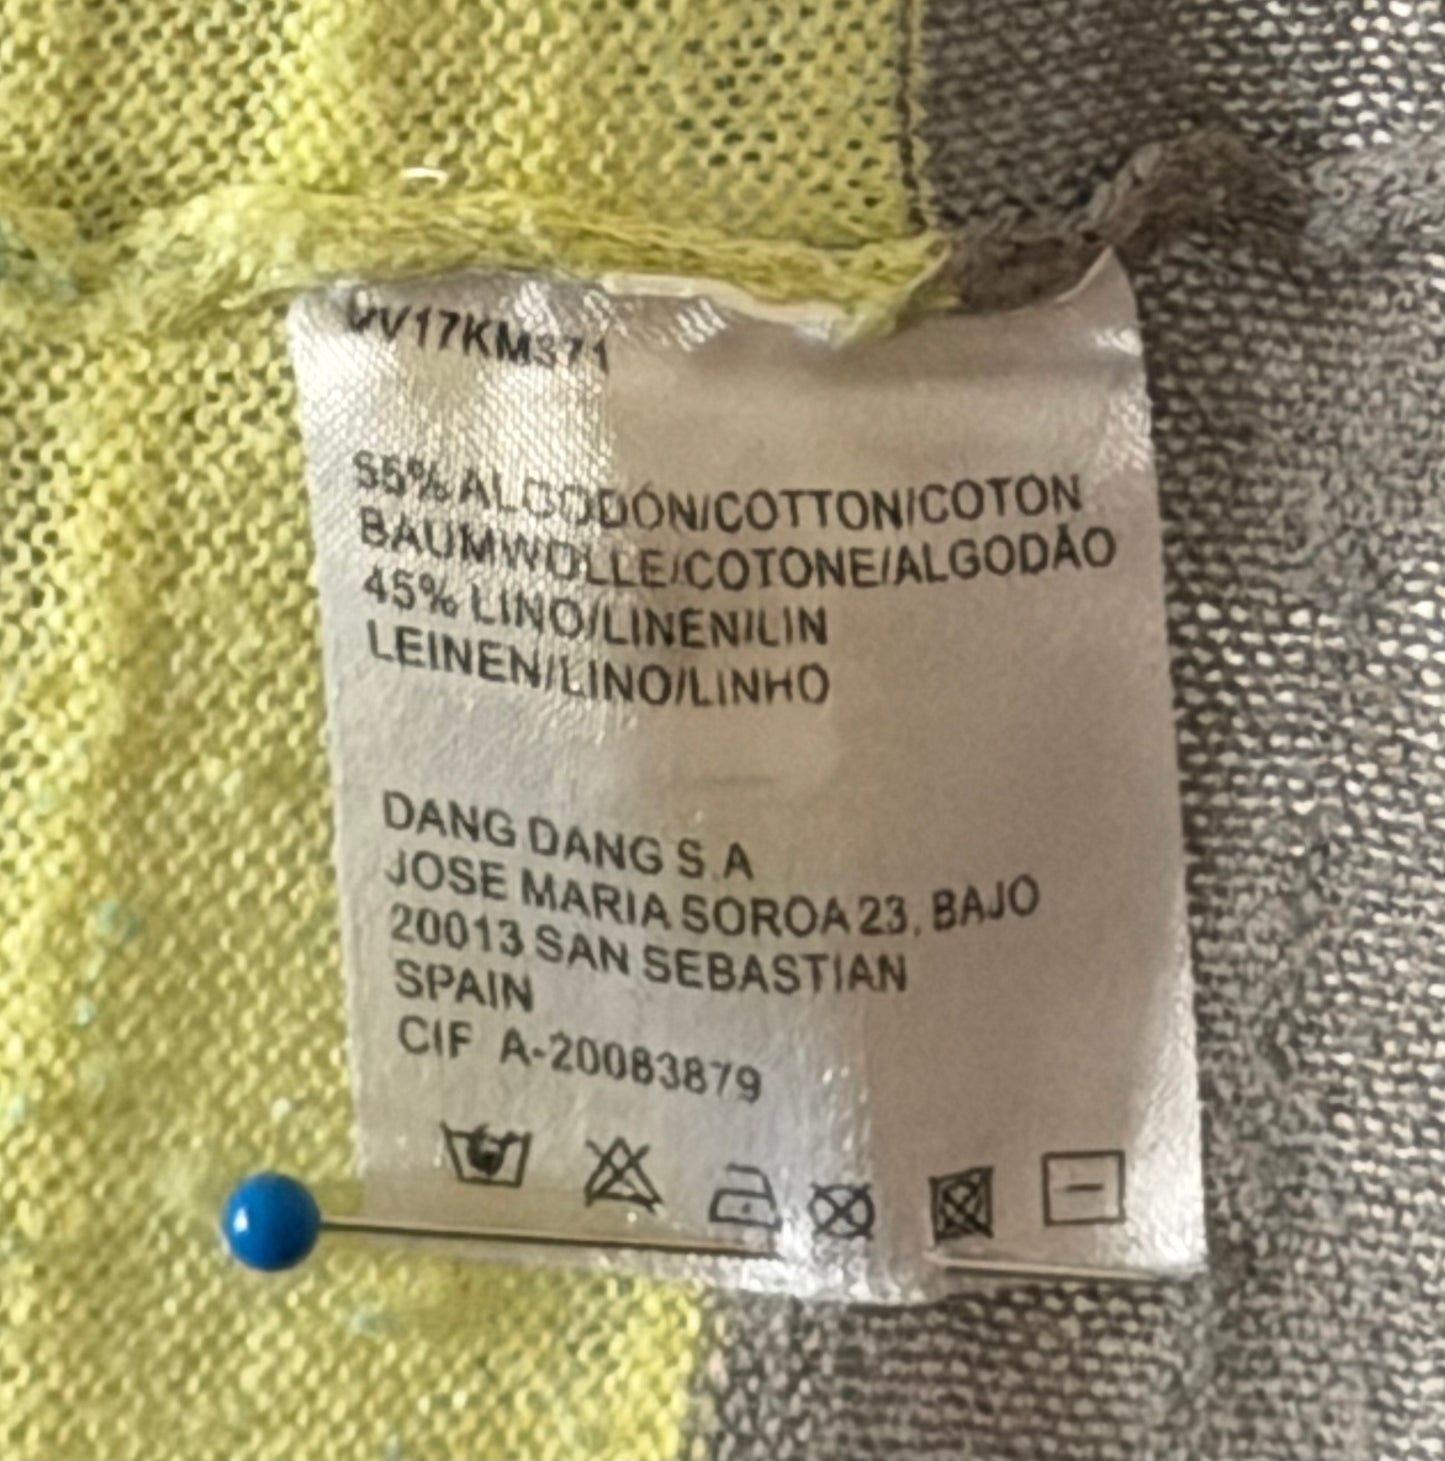 VV17KM371
55% ALGODÓN/COTTON/COTON
BAUMWOLLE/COTONE/ALGODÃO
45% LINO/LINEN/LIN
LEINEN/LINO/LINHO
DANG DANG S.A
JOSE MARIA SOROA 23, BAJO
20013 SAN SEBASTIAN
SPAIN
CIF A-20083879